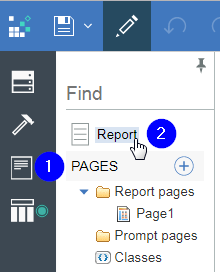 Find
Report 2
1 PAGES
Report pages
Page1
Prompt pages
Classes